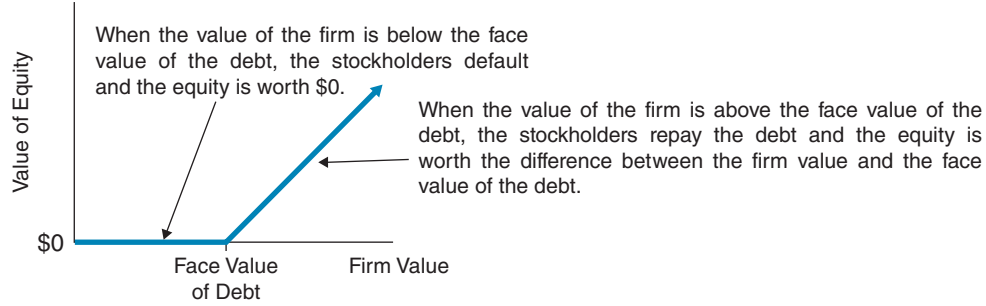 Value of Equity
When the value of the firm is below the face
value of the debt, the stockholders default
and the equity is worth $0.
When the value of the firm is above the face value of the
debt, the stockholders repay the debt and the equity is
worth the difference between the firm value and the face
value of the debt.
$0
Face Value
of Debt
Firm Value